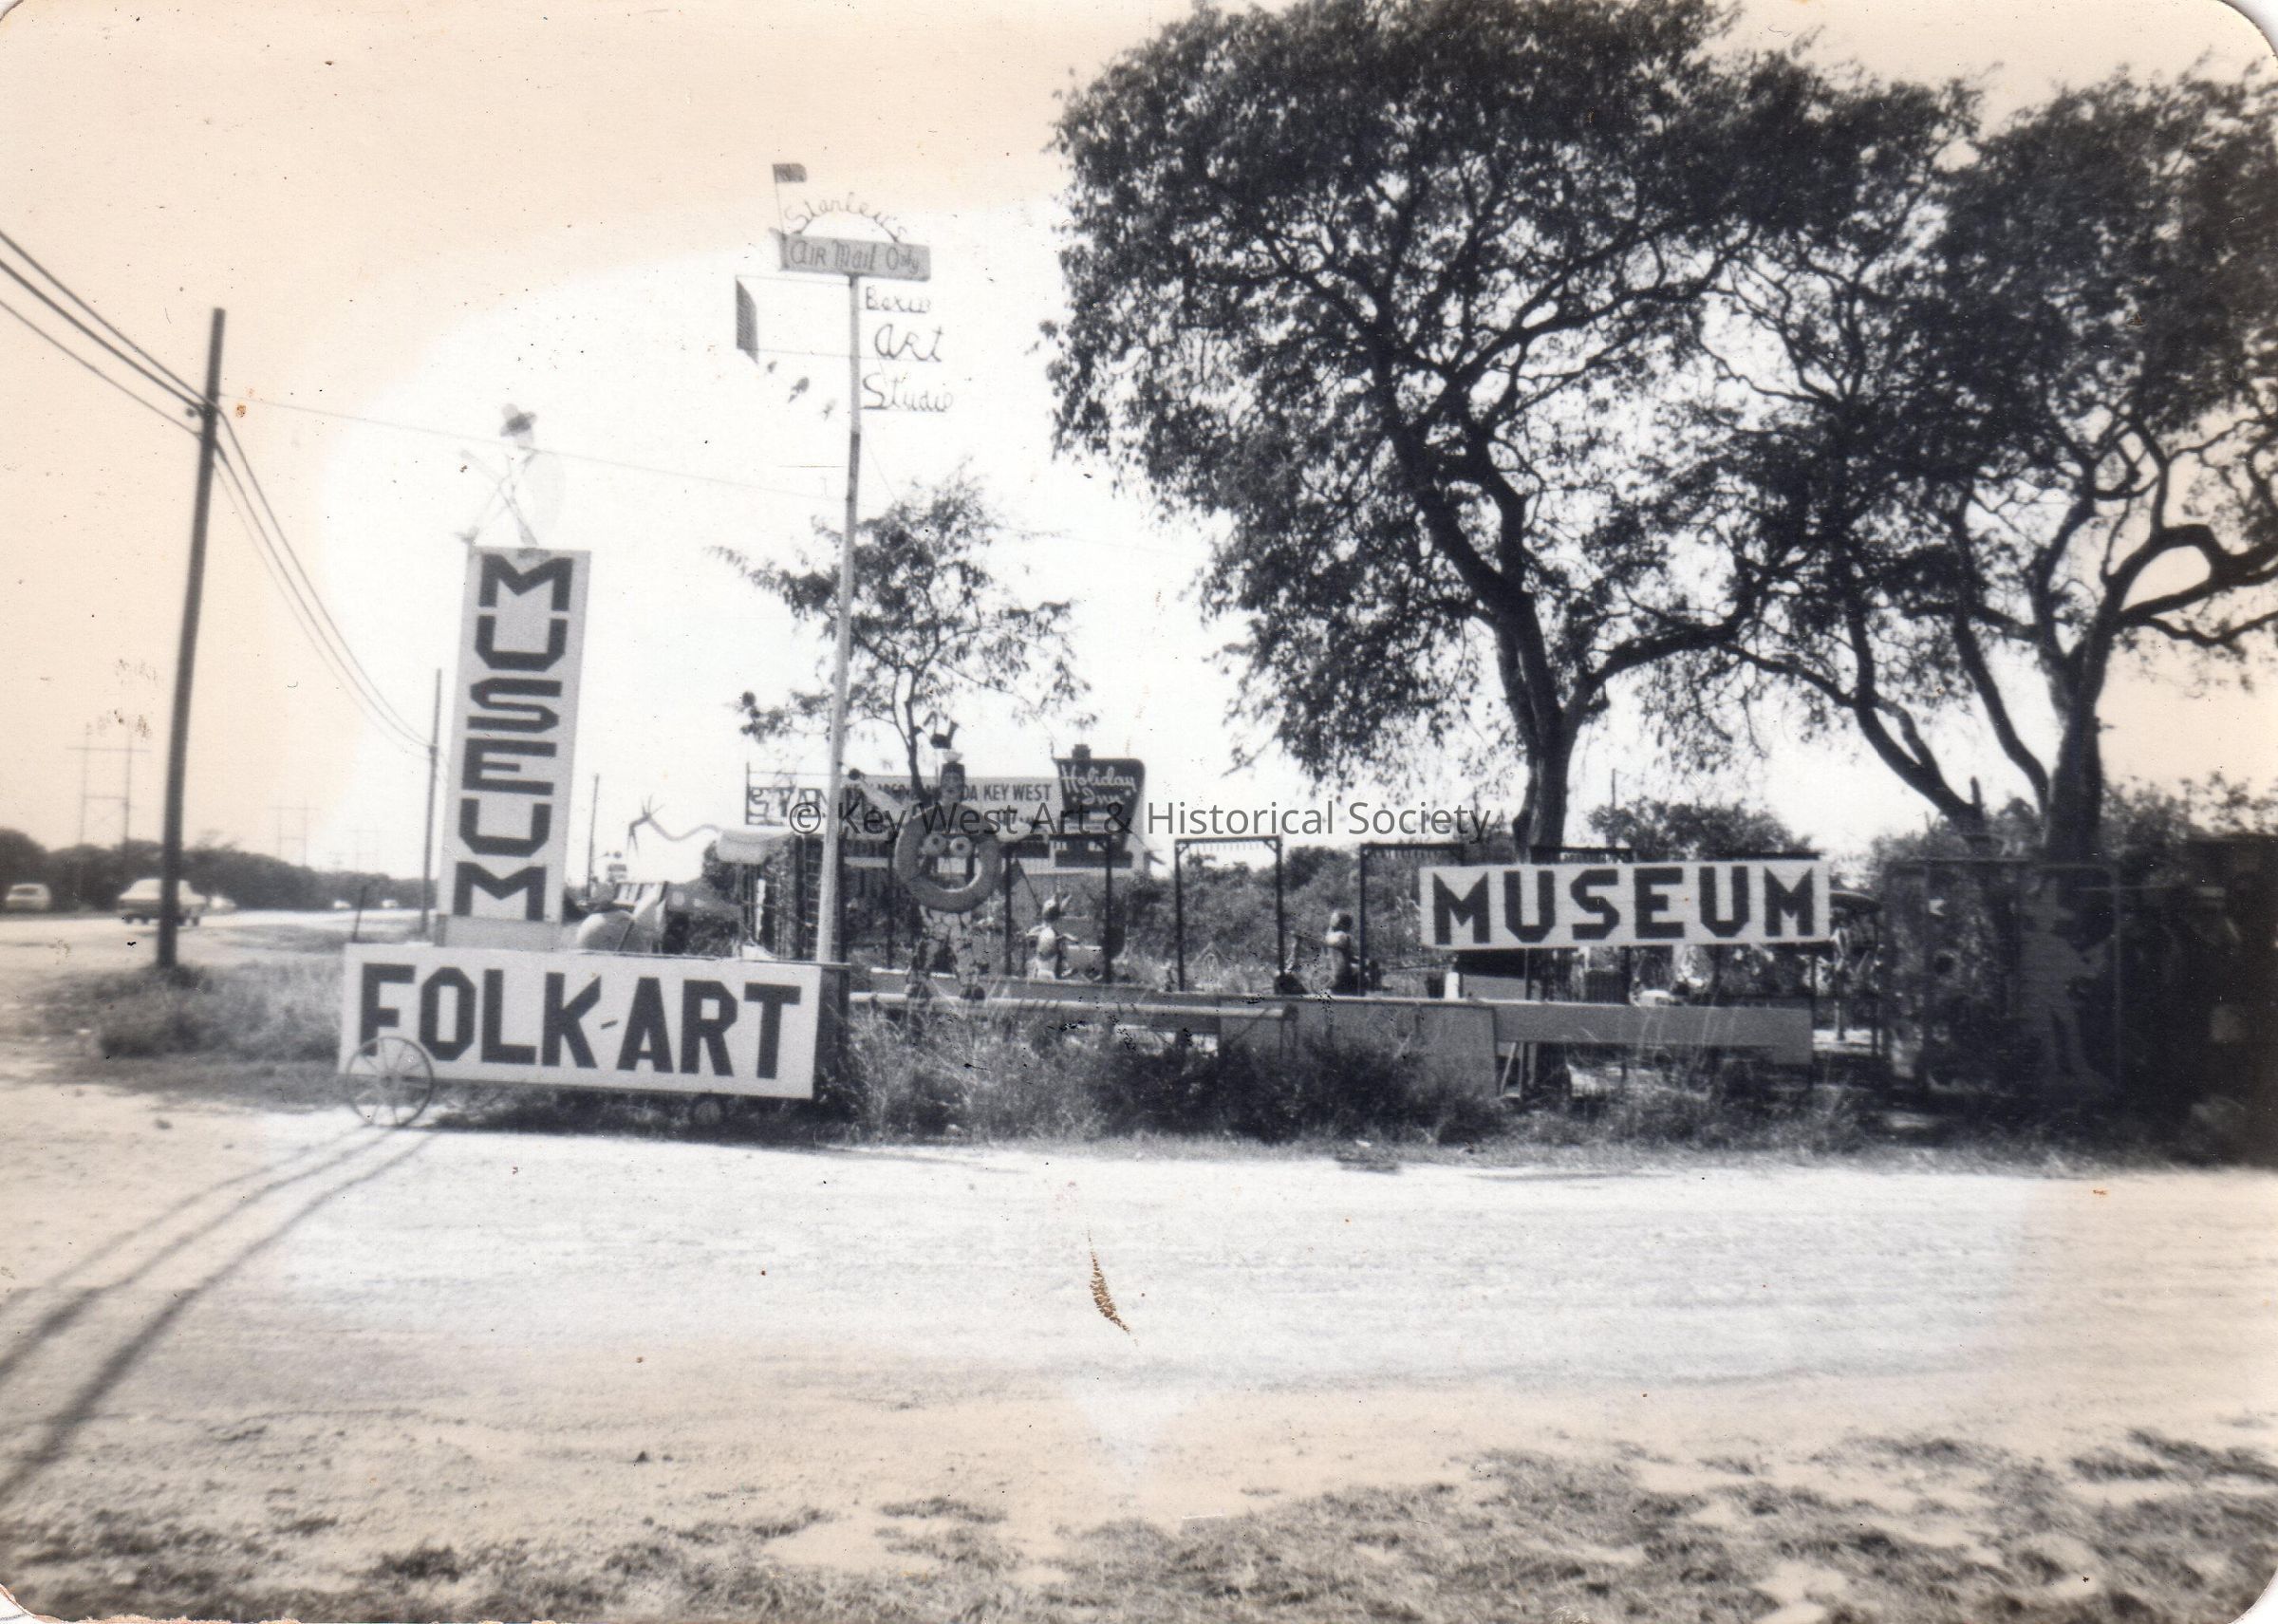 Stanley's
AIR Mail Only
ART
Studio
MUSEUM
STAN
KEY WEST
Holiday
Inn
© Key West Art & Historical Society
MUSEUM
FOLK-ART